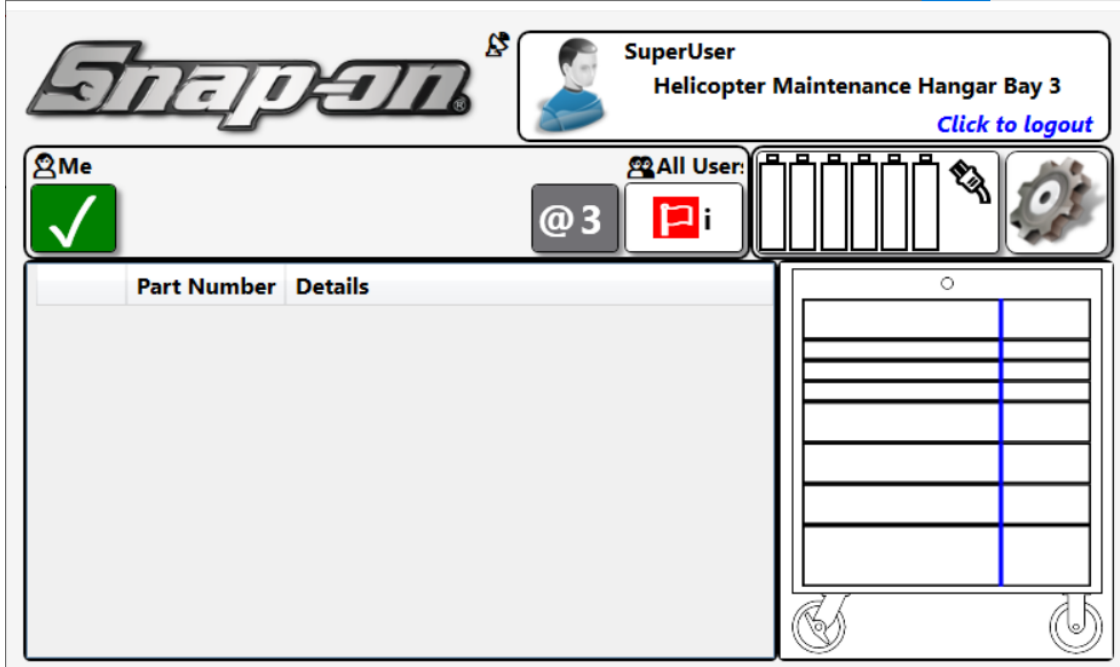 Snap-on®
SuperUser
Helicopter Maintenance Hangar Bay 3
Click to logout
Me
All User
@ 3
i
Part Number Details